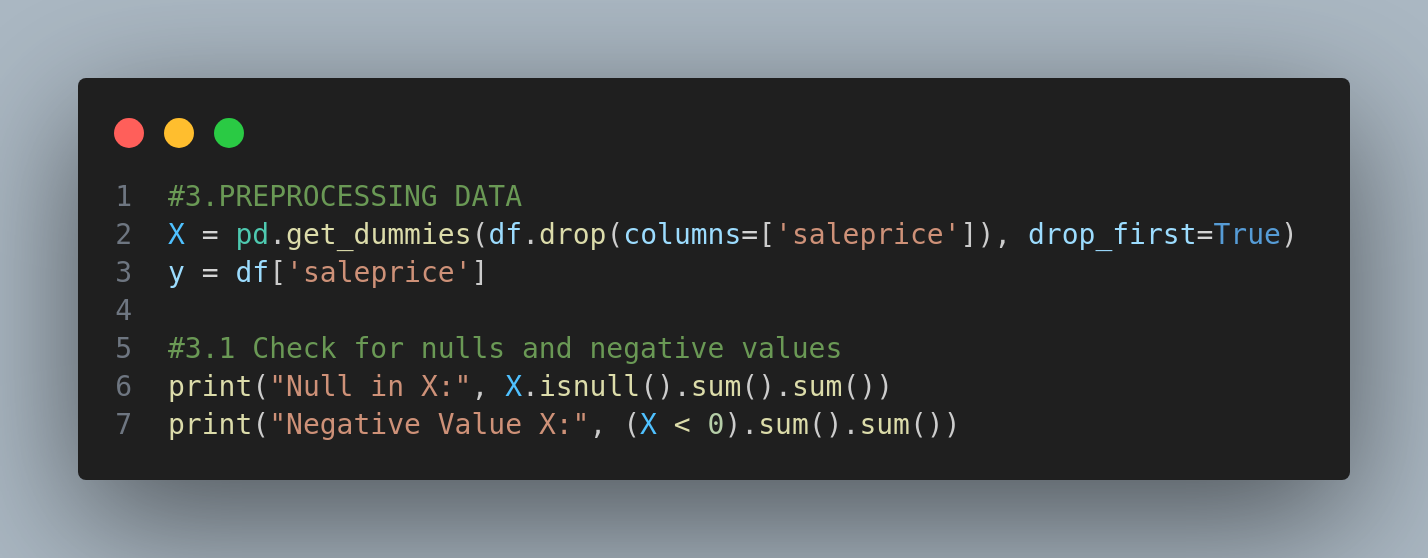 1 #3.PREPROCESSING DATA
2 X = pd.get_dummies(df.drop(columns=['saleprice']), drop_first=True)
3 y = df['saleprice']
4
5 #3.1 Check for nulls and negative values
6 print("Null in X:", X.isnull().sum().sum())
7 print("Negative Value X:", (X < 0).sum().sum())